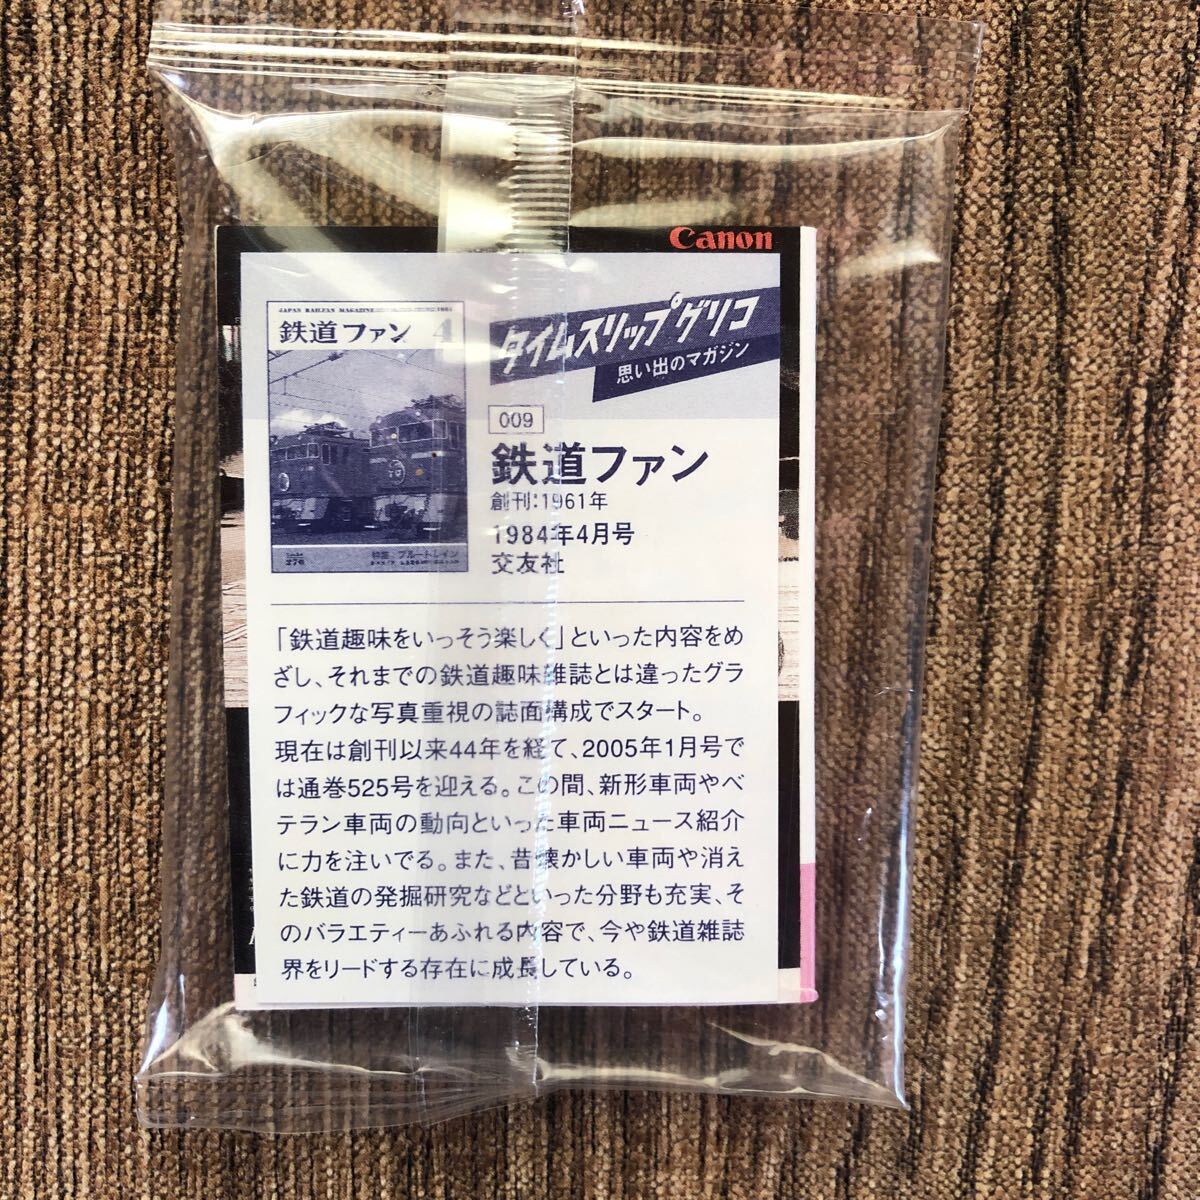 Canon
JAPAN RAILFAN MAGAZINE
鉄道ファン 4
タイムスリップグリコ
思い出のマガジン
009
鉄道ファン
創刊:1961年
1984年4月号
交友社
276
特集:ブルートレイン
「鉄道趣味をいっそう楽しく」といった内容をめ
ざし、それまでの鉄道趣味雑誌とは違ったグラ
フィックな写真重視の誌面構成でスタート。
現在は創刊以来44年を経て、2005年1月号で
は通巻525号を迎える。この間、新形車両やベ
テラン車両の動向といった車両ニュース紹介
に力を注いでる。また、昔懐かしい車両や消え
た鉄道の発掘研究などといった分野も充実、そ
のバラエティーあふれる内容で、今や鉄道雑誌
界をリードする存在に成長している。